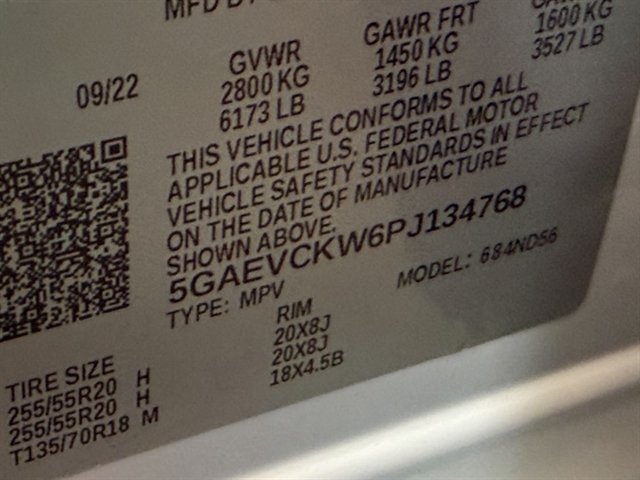 MFD BY
GAWR FRT
GVWR
1600 KG
1450 KG
3527 LB
09/22
2800 KG
3196 LB
6173 LB
THIS VEHICLE CONFORMS TO ALL
APPLICABLE U.S. FEDERAL MOTOR
VEHICLE SAFETY STANDARDS IN EFFECT
ON THE DATE OF MANUFACTURE
SHOWN ABOVE.
5GAEVCKW6PJ134768
TYPE: MPV
MODEL: 684ND56
RIM
20X8J
20X8J
18X4.5B
TIRE SIZE
255/55R20 H
255/55R20 H
T135/70R18 M